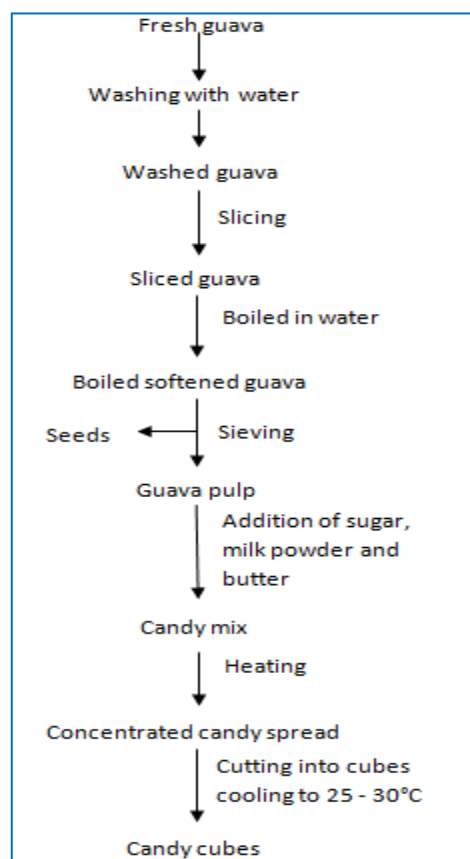 Fresh guava
Washing with water
Washed guava
Slicing
Sliced guava
Boiled in water
Boiled softened guava
Seeds
Sieving
Guava pulp
Addition of sugar,
milk powder and
butter
Candy mix
Heating
Concentrated candy spread
Cutting into cubes
cooling to 25 - 30°C
Candy cubes